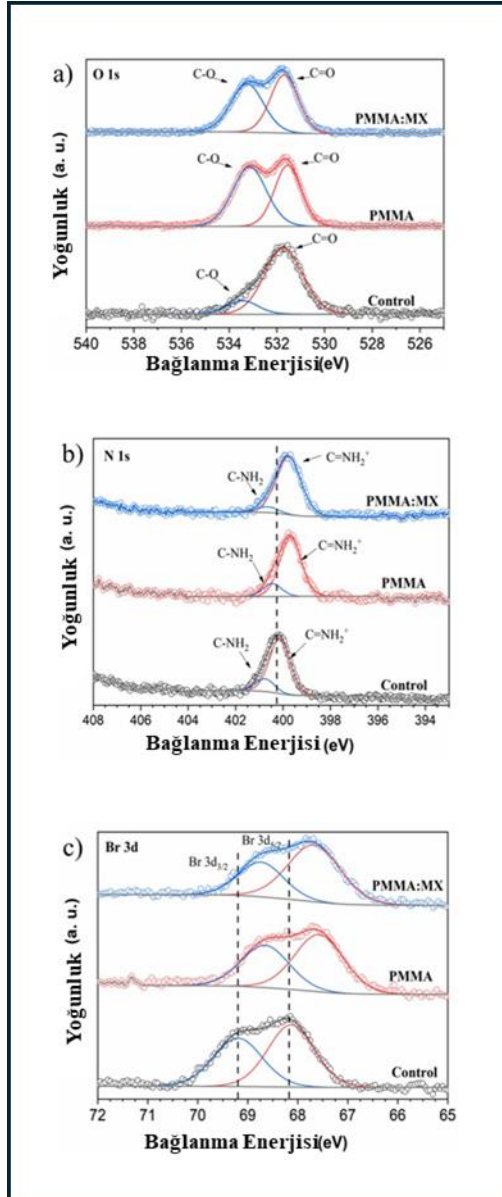 a)
O 1s
C-O
C=O
PMMA:MX
C-O
C=O
PMMA
C-O
C=O
Control
Yoğunluk (a. u.)
540 538 536 534 532 530 528 526
Bağlanma Enerjisi(eV)
b)
N 1s
C-NH2
C=NH2+
PMMA:MX
C-NH2
C=NH2+
PMMA
C-NH2
C=NH2+
Control
Yoğunluk (a. u.)
408 406 404 402 400 398 396 394
Bağlanma Enerjisi (eV)
c)
Br 3d
Br 3d3/2
Br 3d5/2
PMMA:MX
PMMA
Control
Yoğunluk (a. u.)
72 71 70 69 68 67 66 65
Bağlanma Enerjisi(eV)